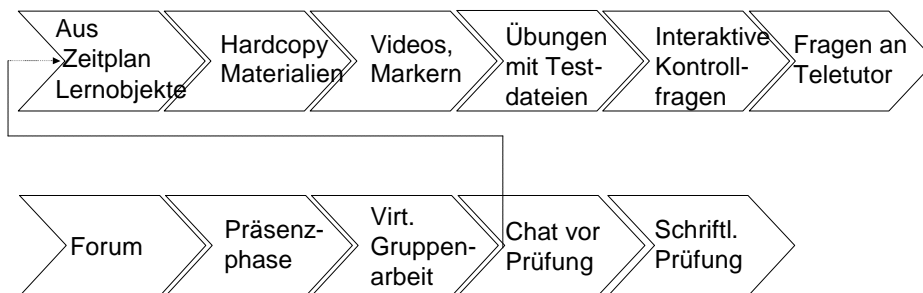 Aus
Zeitplan
Lernobjekte
Hardcopy
Materialien
Videos,
Markern
Übungen
mit Test-
dateien
Interaktive
Kontroll-
fragen
Fragen an
Teletutor
Forum
Präsenz-
phase
Virt.
Gruppen-
arbeit
Chat vor
Prüfung
Schriftl.
Prüfung